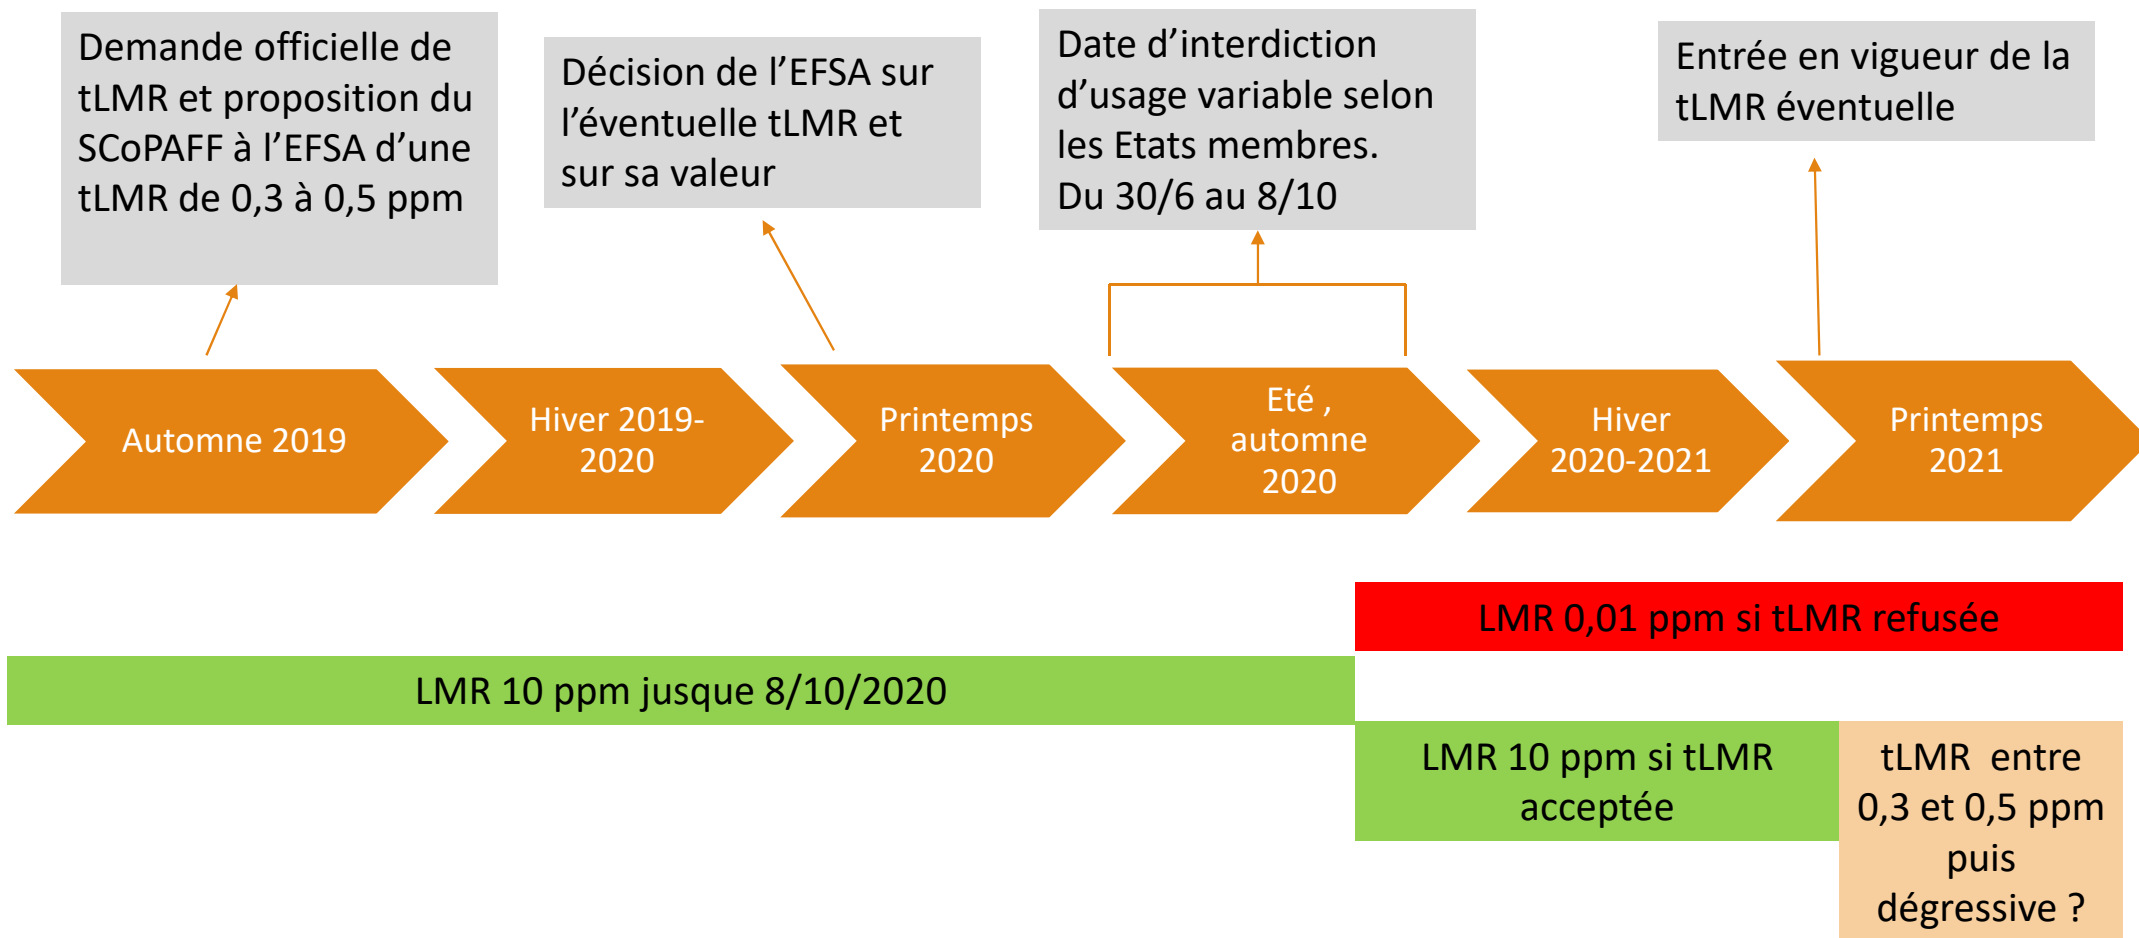 Demande officielle de
tLMR et proposition du
SCoPAFF à l'EFSA d'une
tLMR de 0,3 à 0,5 ppm
Décision de l'EFSA sur
l'éventuelle tLMR et
sur sa valeur
Date d'interdiction
d'usage variable selon
les Etats membres.
Du 30/6 au 8/10
Entrée en vigueur de la
tLMR éventuelle
Automne 2019
Hiver 2019-
2020
Printemps
2020
Eté ,
automne
2020
Hiver
2020-2021
Printemps
2021
LMR 0,01 ppm si tLMR refusée
LMR 10 ppm jusque 8/10/2020
LMR 10 ppm si tLMR
acceptée
tLMR entre
0,3 et 0,5 ppm
puis
dégressive ?